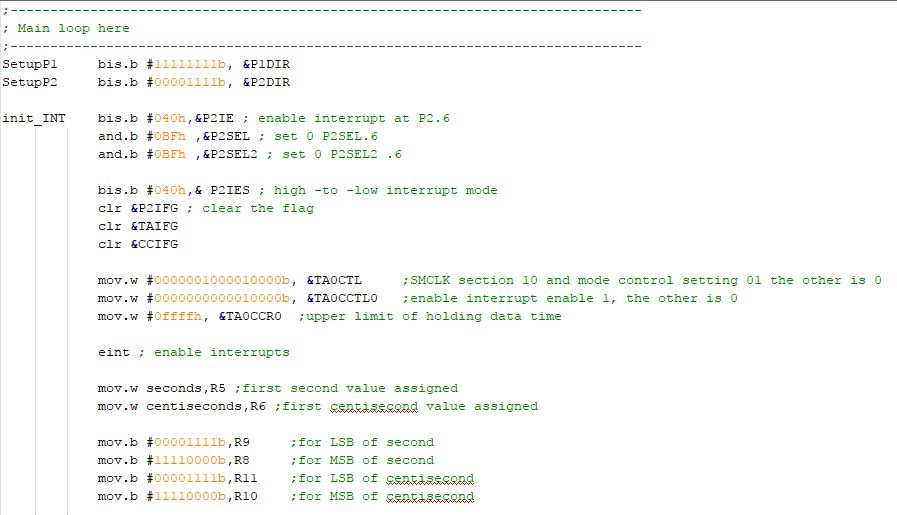 ;-------------------------------------------------------------------------------
; Main loop here
;-------------------------------------------------------------------------------
SetupP1     bis.b #11111111b, &P1DIR
SetupP2     bis.b #00001111b, &P2DIR
init_INT    bis.b #040h,&P2IE ; enable interrupt at P2.6
            and.b #0BFh ,&P2SEL ; set 0 P2SEL.6
            and.b #0BFh ,&P2SEL2 ; set 0 P2SEL2 .6
            bis.b #040h,& P2IES ; high -to -low interrupt mode
            clr &P2IFG ; clear the flag
            clr &TAIFG
            clr &CCIFG
            mov.w #0000001000010000b, &TA0CTL     ;SMCLK section 10 and mode control setting 01 the other is 0
            mov.w #0000000000010000b, &TA0CCTL0   ;enable interrupt enable 1, the other is 0
            mov.w #0ffffh, &TA0CCR0  ;upper limit of holding data time
            eint ; enable interrupts
            mov.w seconds,R5 ;first second value assigned
            mov.w centiseconds,R6 ;first centisecond value assigned
            mov.b #00001111b,R9     ;for LSB of second
            mov.b #11110000b,R8     ;for MSB of second
            mov.b #00001111b,R11    ;for LSB of centisecond
            mov.b #11110000b,R10    ;for MSB of centisecond